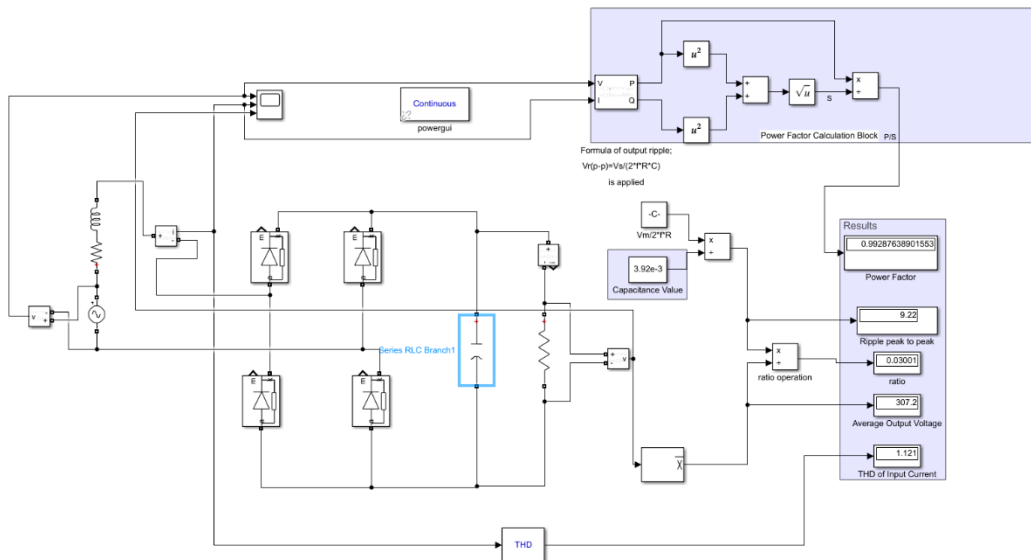 V
I
P
Q
u²
u²
+
+
√u
S
x
÷
Power Factor Calculation Block
P/S
Continuous
powergui
Formula of output ripple;
Vr(p-p)=Vs/(2*f*R*C)
is applied
-C-
Vm/2*f*R
3.92e-3
Capacitance Value
x
÷
Results
0.99287638901553
Power Factor
9.22
Ripple peak to peak
x
÷
ratio operation
0.03001
ratio
307.2
Average Output Voltage
1.121
THD of Input Current
+
-
i
E
E
v
-
+
+
Series RLC Branch1
+
-
v
E
E
THD